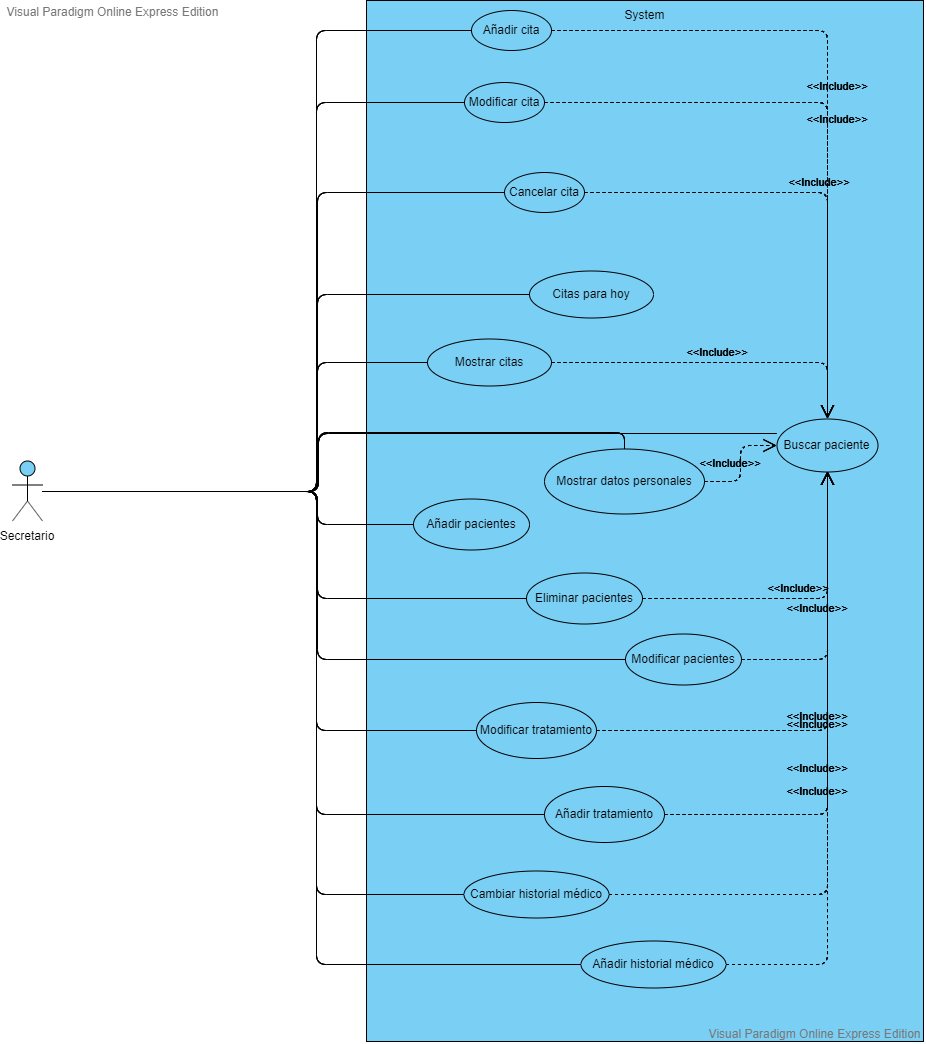 Visual Paradigm Online Express Edition
System
Añadir cita
<<Include>>
Modificar cita
<<Include>>
<<Include>>
Cancelar cita
Citas para hoy
<<Include>>
Mostrar citas
Buscar paciente
<<Include>>
Mostrar datos personales
Secretario
Añadir pacientes
<<Include>>
Eliminar pacientes
<<Include>>
Modificar pacientes
<<Include>>
<<Include>>
Modificar tratamiento
<<Include>>
<<Include>>
Añadir tratamiento
Cambiar historial médico
Añadir historial médico
Visual Paradigm Online Express Edition